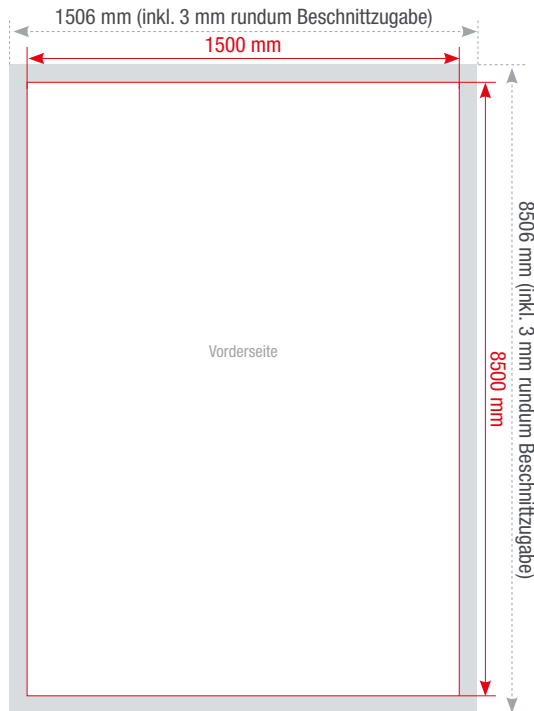 1506 mm (inkl. 3 mm rundum Beschnittzugabe)
1500 mm
Vorderseite
8500 mm
8506 mm (inkl. 3 mm rundum Beschnittzugabe)